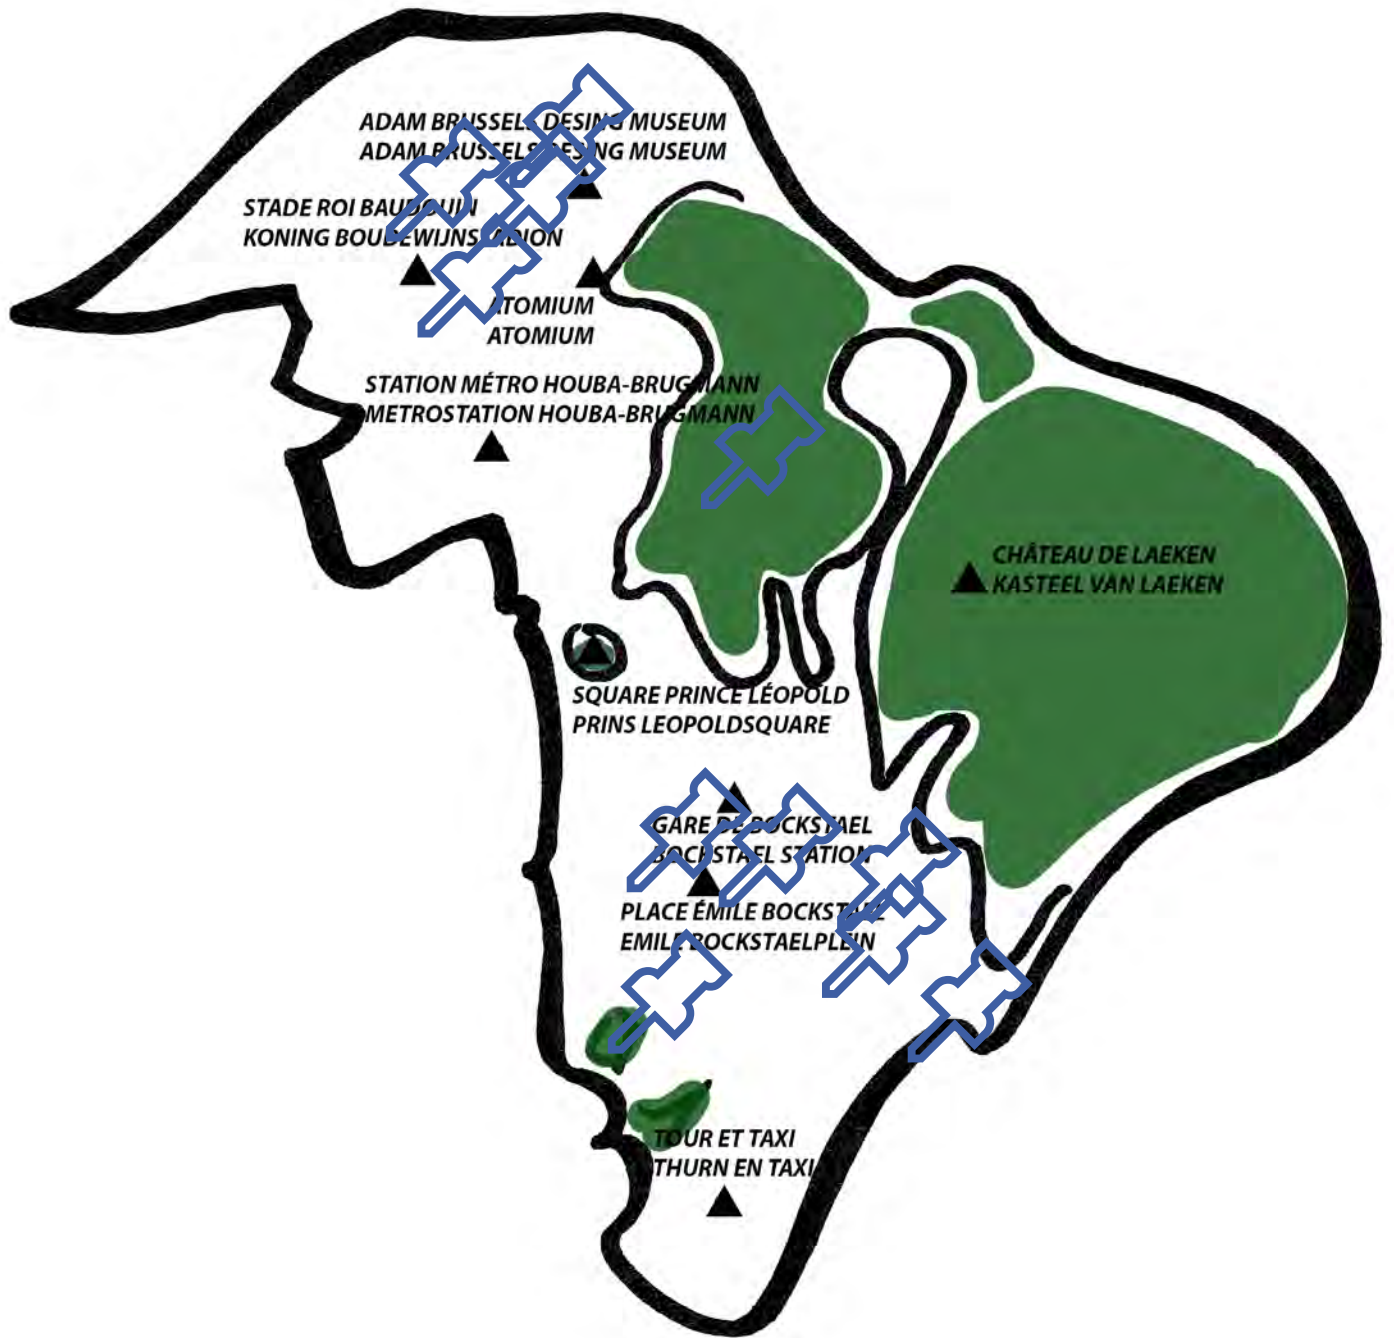 ADAM BRUSSELS DESING MUSEUM
ADAM BRUSSELS DESING MUSEUM
STADE ROI BAUDOUIN
KONING BOUDEWIJNSTADION
ATOMIUM
ATOMIUM
STATION MÉTRO HOUBA-BRUGMANN
METROSTATION HOUBA-BRUGMANN
CHÂTEAU DE LAEKEN
KASTEEL VAN LAEKEN
SQUARE PRINCE LÉOPOLD
PRINS LEOPOLDSQUARE
GARE DE BOCKSTAEL
BOCKSTAEL STATION
PLACE ÉMILE BOCKSTAEL
EMILE BOCKSTAELPLEIN
TOUR ET TAXI
THURN EN TAXI